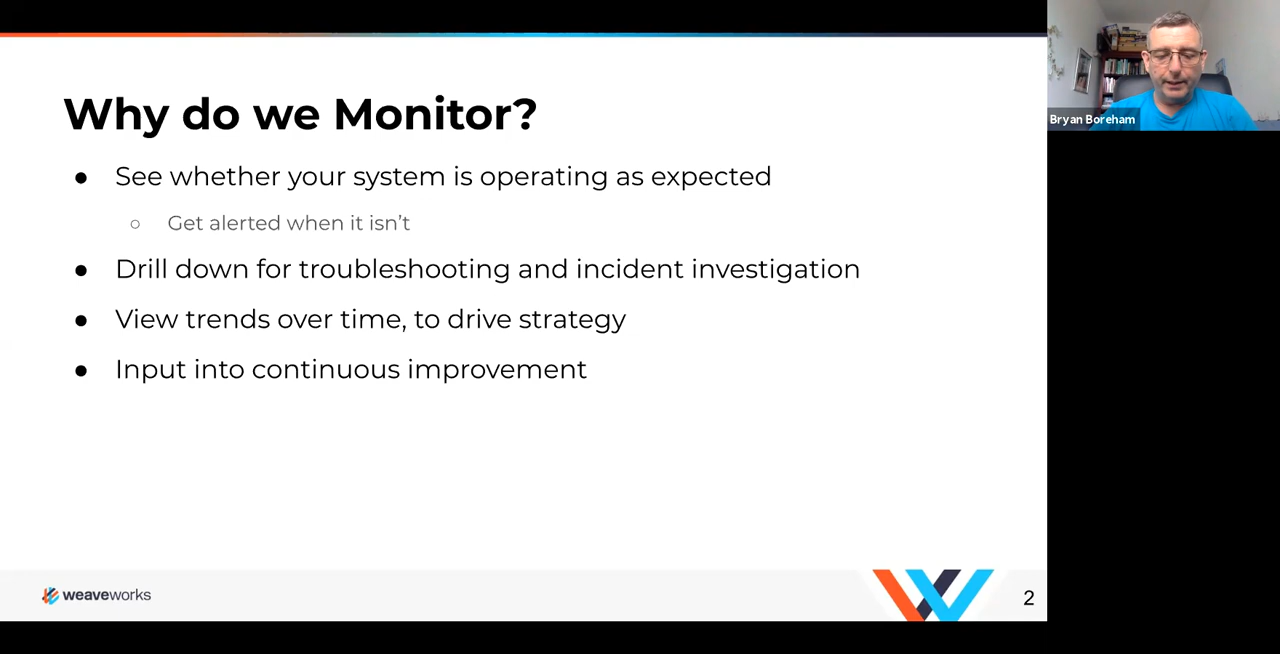 Why do we Monitor?
● See whether your system is operating as expected
○ Get alerted when it isn’t
● Drill down for troubleshooting and incident investigation
● View trends over time, to drive strategy
● Input into continuous improvement
weaveworks
2
Bryan Boreham